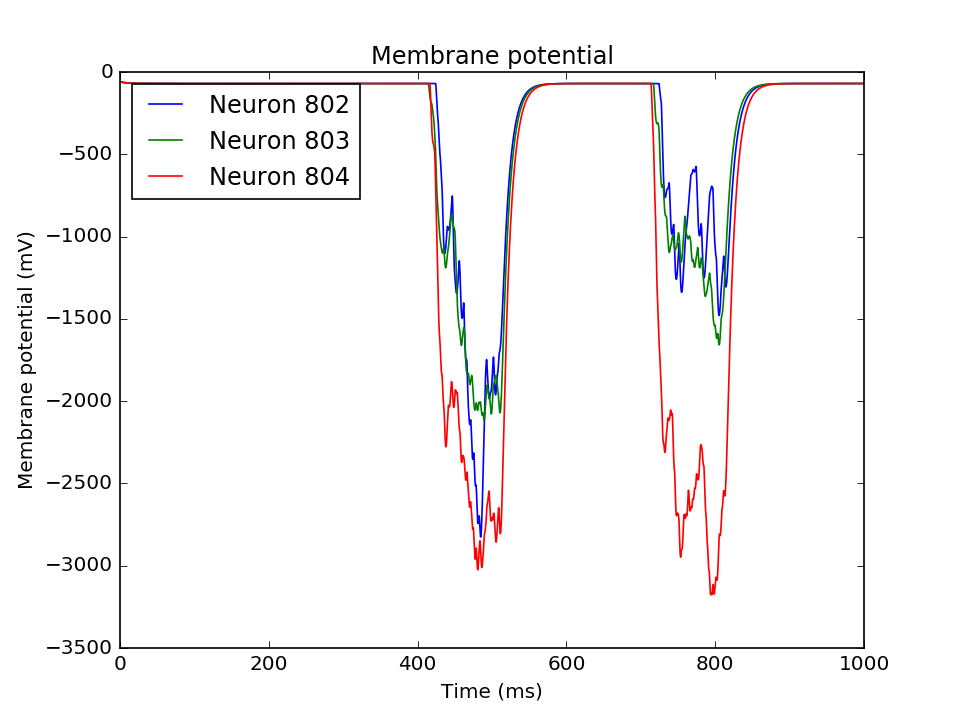 Membrane potential
0
−500
−1000
−1500
−2000
−2500
−3000
−3500
Membrane potential (mV)
Neuron 802
Neuron 803
Neuron 804
0 200 400 600 800 1000
Time (ms)